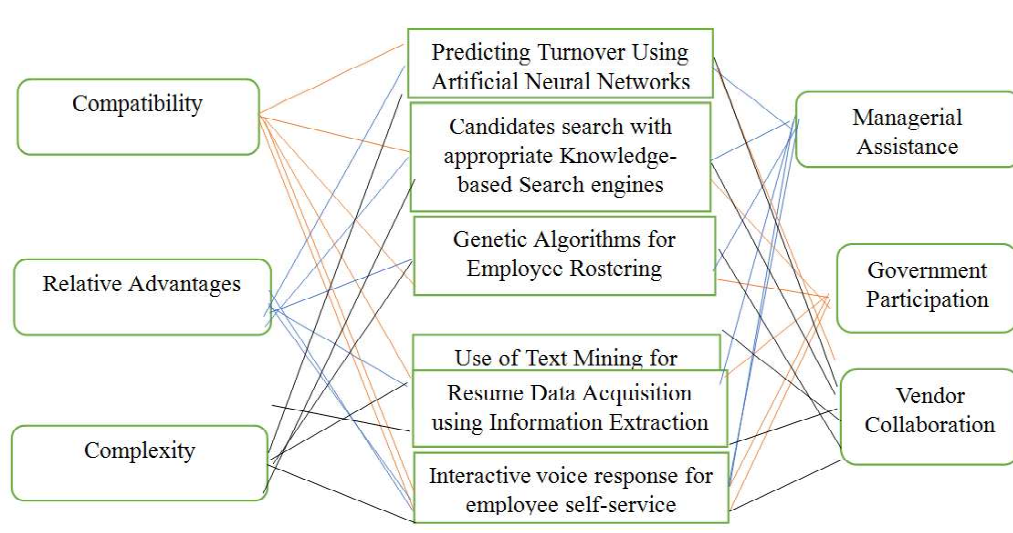 Compatibility
Relative Advantages
Complexity
Predicting Turnover Using
Artificial Neural Networks
Candidates search with
appropriate Knowledge-
based Search engines
Genetic Algorithms for
Employee Rostering
Use of Text Mining for
Resume Data Acquisition
using Information Extraction
Interactive voice response for
employee self-service
Managerial
Assistance
Government
Participation
Vendor
Collaboration